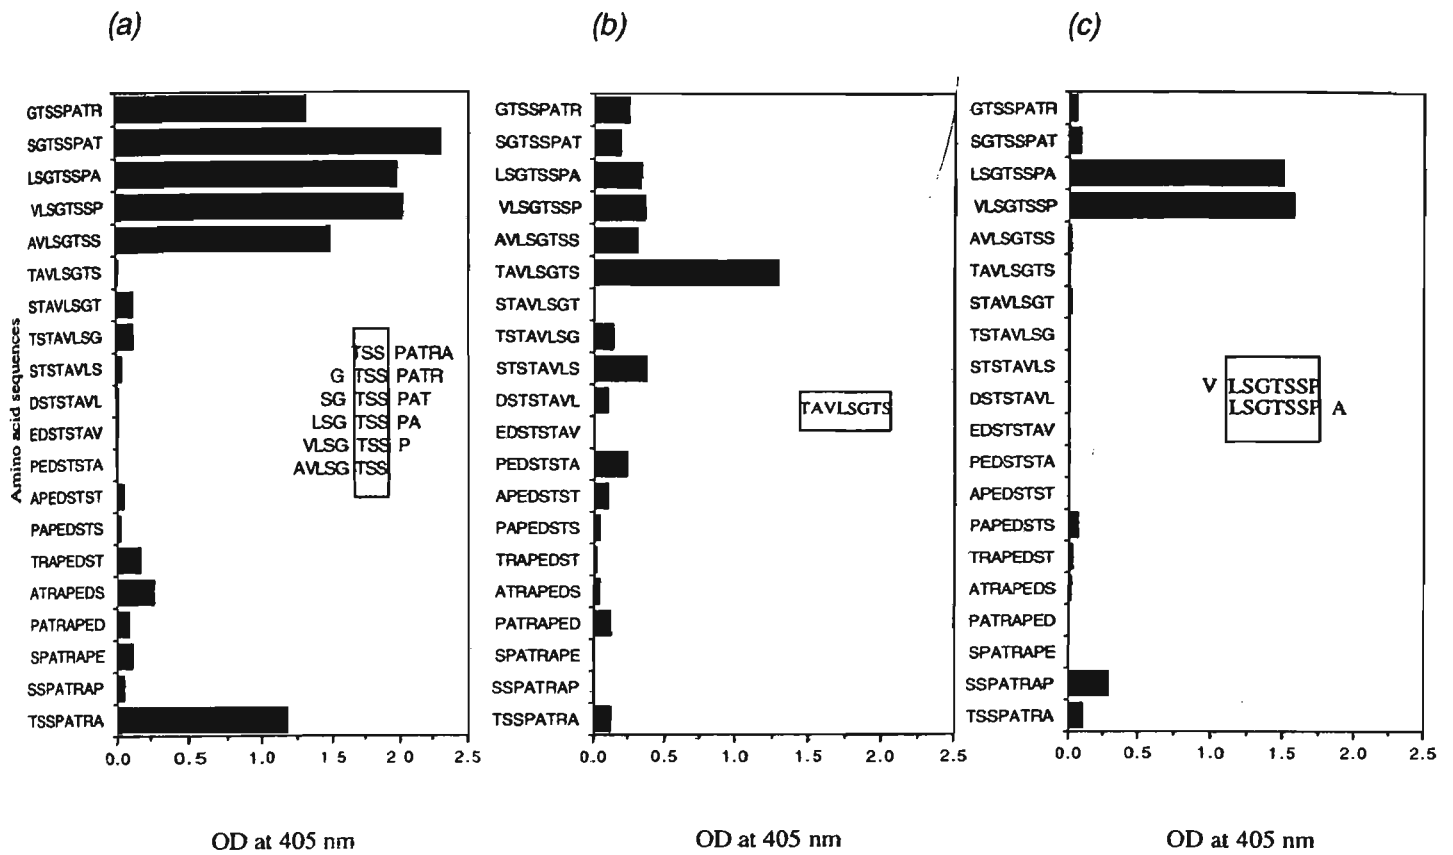 (a)
GTSSPATR
SGTSSPAT
LSGTSSPA
VLSGTSSP
AVLSGTSS
TAVLSGTS
STAVLSGT
TSTAVLSG
STSTAVLS
DSTSTAVL
EDSTSTAV
PEDSTSTA
APEDSTST
PAPEDSTS
TRAPEDST
ATRAPEDS
PATRAPED
SPATRAPE
SSPATRAP
TSSPATRA
Amino acid sequences
TSS PATRA
G TSS PATR
SG TSS PAT
LSG TSS PA
VLSG TSS P
AVLSG TSS
0.0 0.5 1.0 1 5 2.0 2.5
OD at 405 nm
(b)
GTSSPATR
SGTSSPAT
LSGTSSPA
VLSGTSSP
AVLSGTSS
TAVLSGTS
STAVLSGT
TSTAVLSG
STSTAVLS
DSTSTAVL
EDSTSTAV
PEDSTSTA
APEDSTST
PAPEDSTS
TRAPEDST
ATRAPEDS
PATRAPED
SPATRAPE
SSPATRAP
TSSPATRA
TAVLSGTS
0.0 0.5 1.0 1.5 2.0 2.5
OD at 405 nm
(c)
GTSSPATR
SGTSSPAT
LSGTSSPA
VLSGTSSP
AVLSGTSS
TAVLSGTS
STAVLSGT
TSTAVLSG
STSTAVLS
DSTSTAVL
EDSTSTAV
PEDSTSTA
APEDSTST
PAPEDSTS
TRAPEDST
ATRAPEDS
PATRAPED
SPATRAPE
SSPATRAP
TSSPATRA
V LSGTSSP
LSGTSSP A
0.0 0.5 1.0 1.5 2.0 2.5
OD at 405 nm